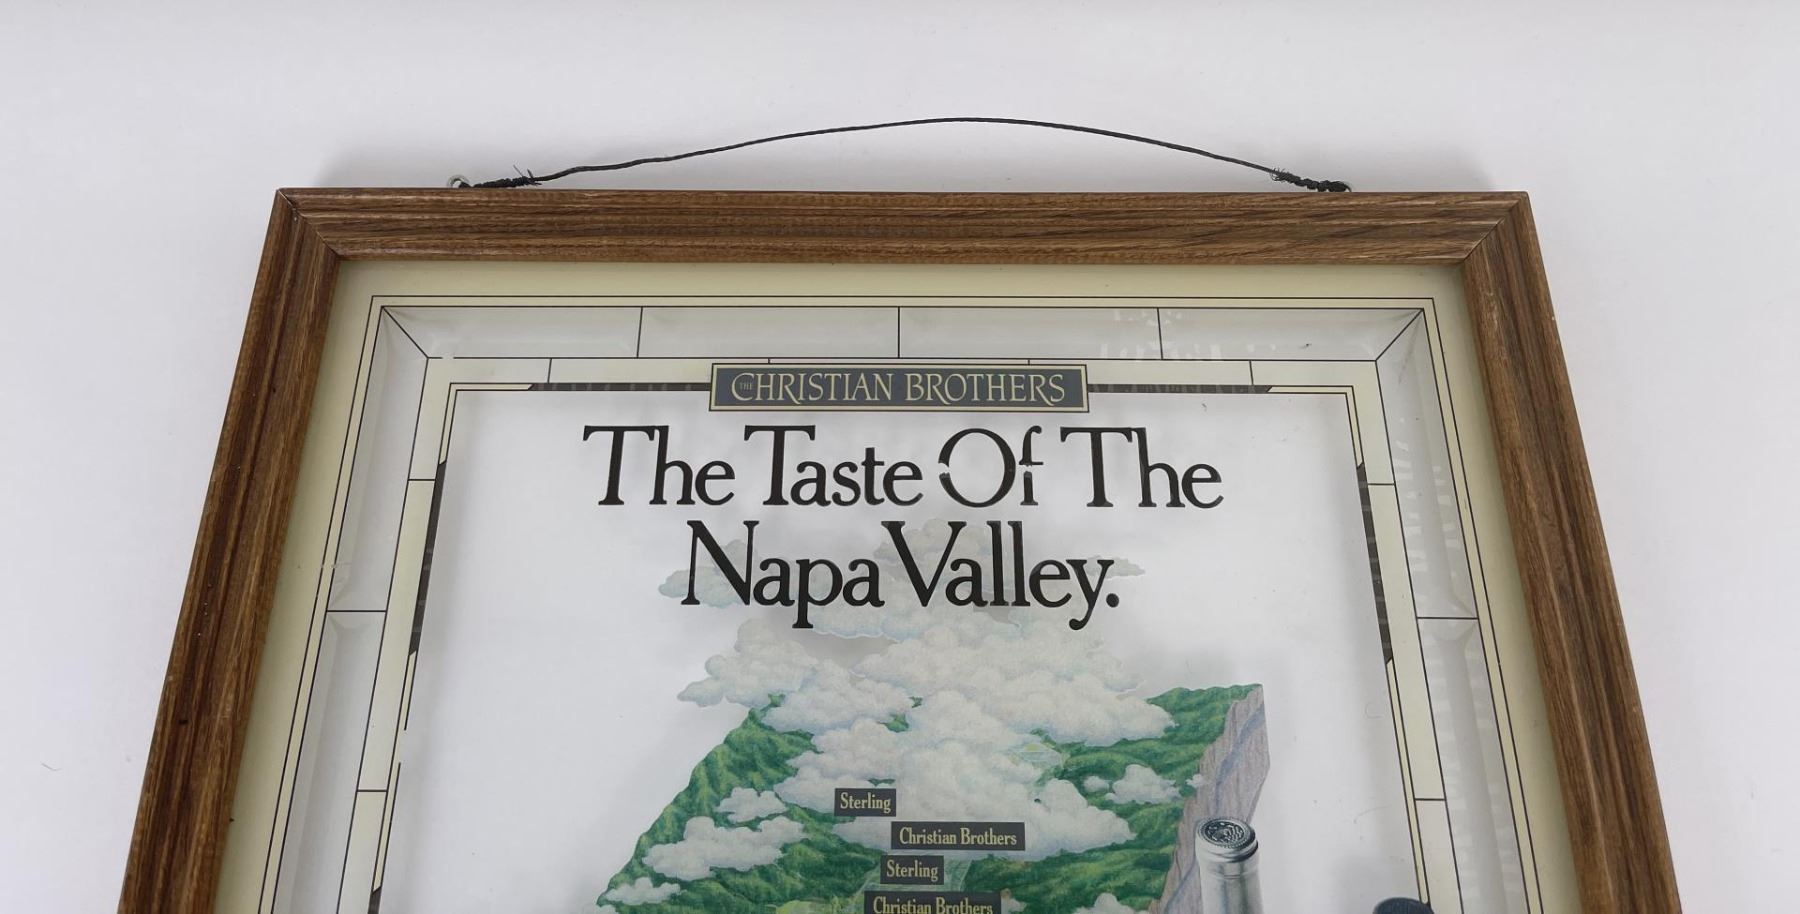 THE CHRISTIAN BROTHERS
The Taste Of The
Napa Valley.
Sterling
Christian Brothers
Sterling
Christian Brothers